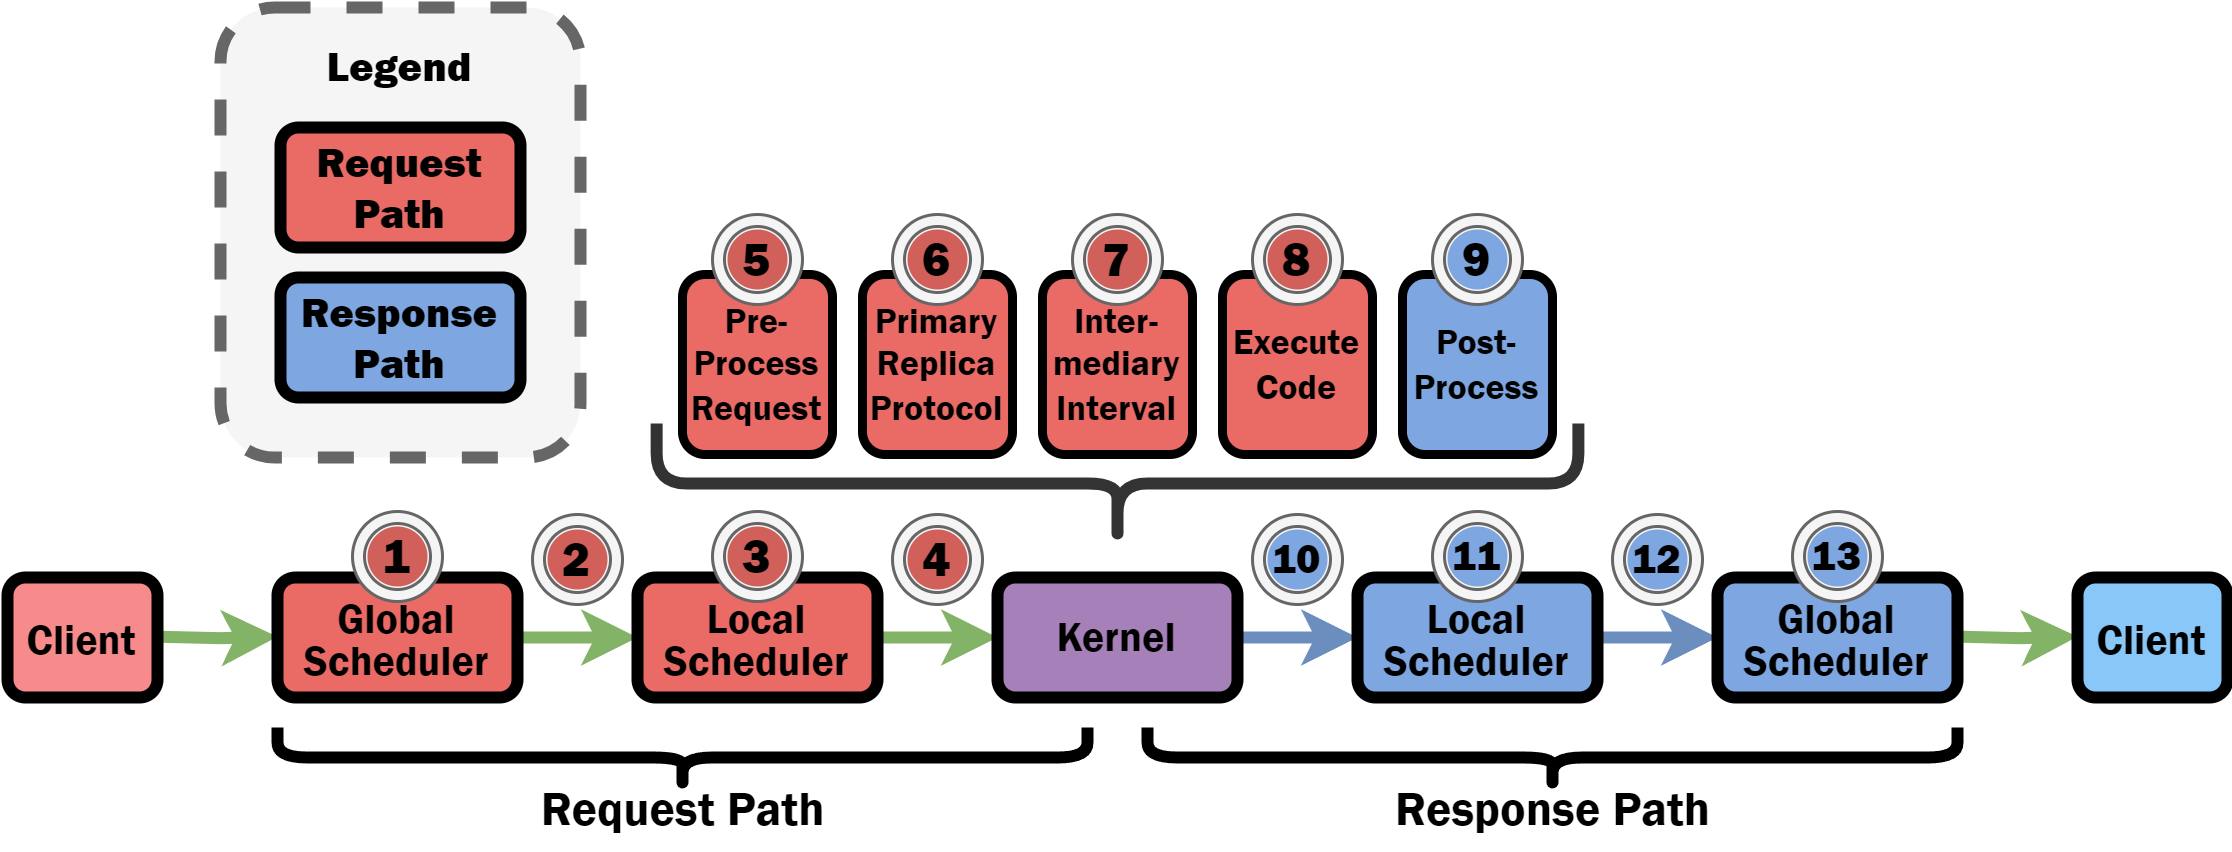 Legend
Request
Path
Response
Path
5
6
7
8
9
Pre-
Process
Request
Primary
Replica
Protocol
Inter-
mediary
Interval
Execute
Code
Post-
Process
1
2
3
4
10
11
12
13
Client
Global
Scheduler
Local
Scheduler
Kernel
Local
Scheduler
Global
Scheduler
Client
Request Path
Response Path